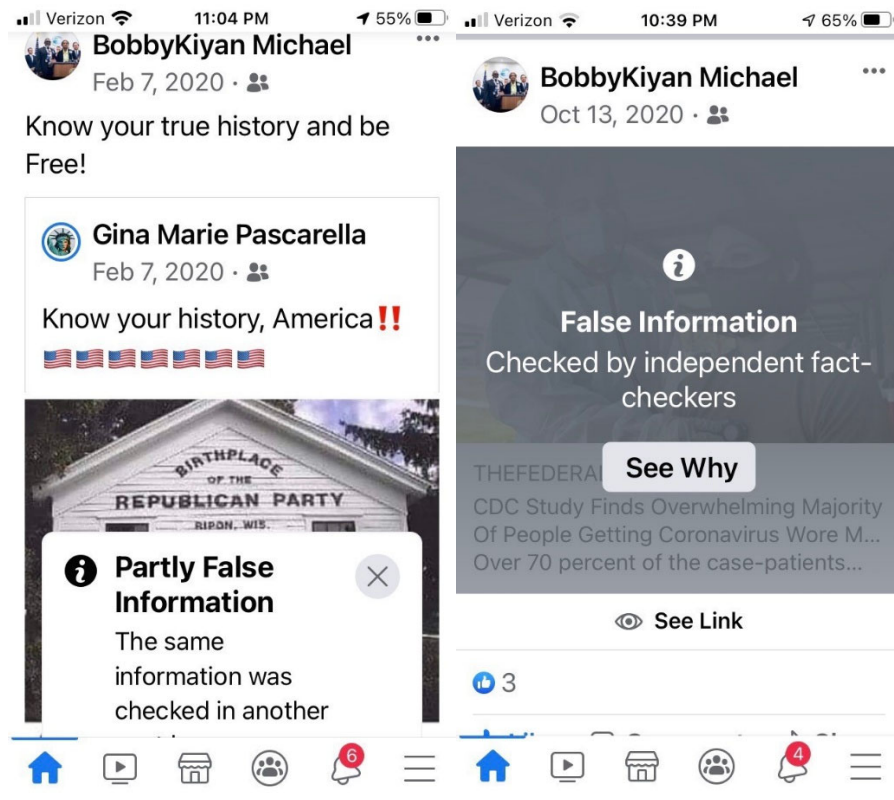 Verizon 11:04 PM 55%
BobbyKiyan Michael
Feb 7, 2020 ·
Know your true history and be
Free!
Gina Marie Pascarella
Feb 7, 2020 ·
Know your history, America‼️
🇺🇸🇺🇸🇺🇸🇺🇸🇺🇸🇺🇸🇺🇸
BIRTHPLACE
OF THE
REPUBLICAN PARTY
RIPON, WIS.
Partly False
Information
The same
information was
checked in another
6
Verizon 10:39 PM 65%
BobbyKiyan Michael
Oct 13, 2020 ·
False Information
Checked by independent fact-
checkers
See Why
THEFEDERA
CDC Study Finds Overwhelming Majority
Of People Getting Coronavirus Wore M...
Over 70 percent of the case-patients...
See Link
3
4